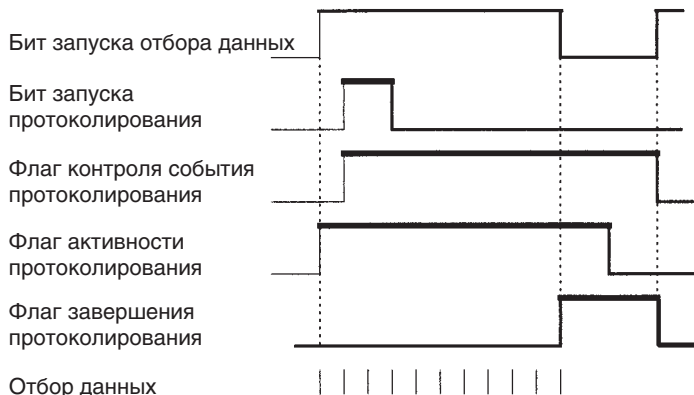 Бит запуска отбора данных
Бит запуска
протоколирования
Флаг контроля события
протоколирования
Флаг активности
протоколирования
Флаг завершения
протоколирования
Отбор данных